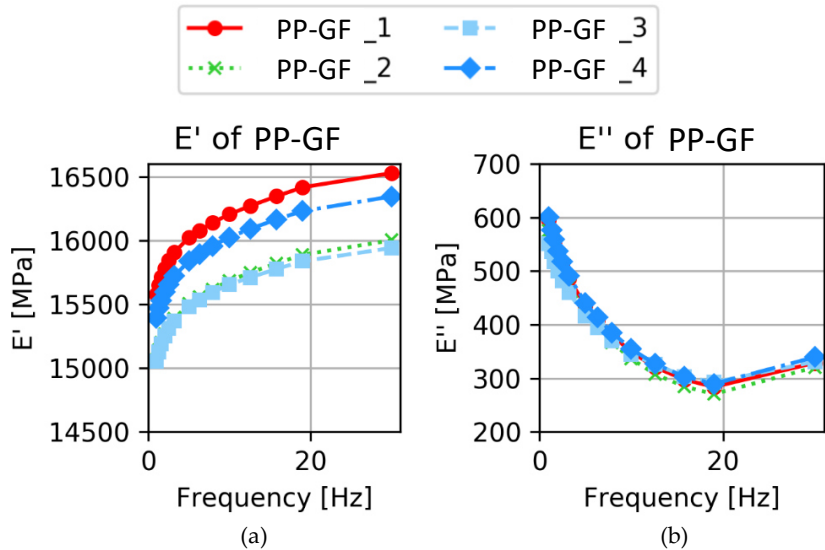 PP-GF _1 PP-GF _3
PP-GF _2 PP-GF _4
E' of PP-GF E'' of PP-GF
E' [MPa]
16500
16000
15500
15000
14500
0 20
Frequency [Hz]
(a)
E'' [MPa]
700
600
500
400
300
200
0 20
Frequency [Hz]
(b)